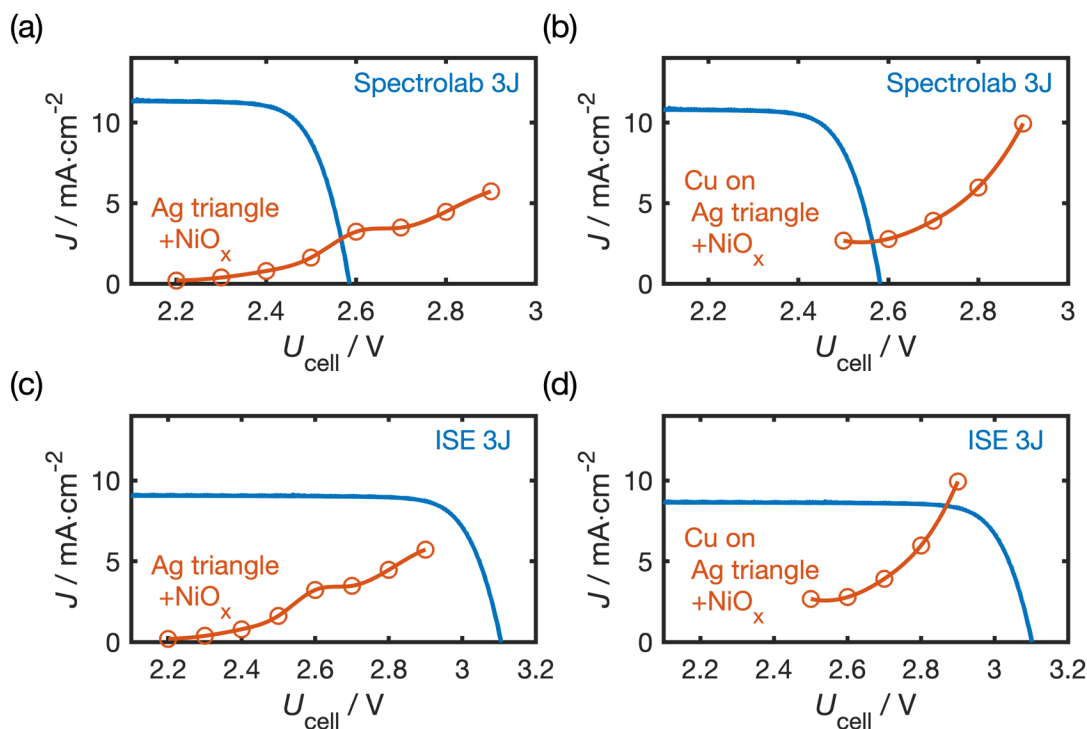 (a)
Spectrolab 3J
J / mA·cm⁻²
10
5
0
Ag triangle
+NiOₓ
2.2 2.4 2.6 2.8 3
U_cell / V
(b)
Spectrolab 3J
J / mA·cm⁻²
10
5
0
Cu on
Ag triangle
+NiOₓ
2.2 2.4 2.6 2.8 3
U_cell / V
(c)
ISE 3J
J / mA·cm⁻²
10
5
0
Ag triangle
+NiOₓ
2.2 2.4 2.6 2.8 3 3.2
U_cell / V
(d)
ISE 3J
J / mA·cm⁻²
10
5
0
Cu on
Ag triangle
+NiOₓ
2.2 2.4 2.6 2.8 3 3.2
U_cell / V